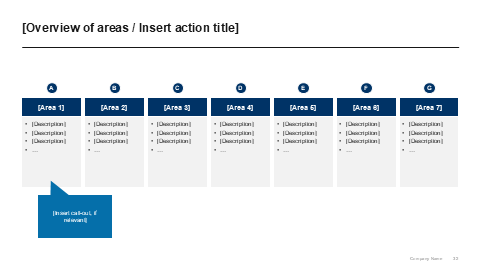 [Overview of areas / Insert action title]
A B C D E F G
[Area 1] [Area 2] [Area 3] [Area 4] [Area 5] [Area 6] [Area 7]
• [Description] • [Description] • [Description] • [Description] • [Description] • [Description] • [Description]
• [Description] • [Description] • [Description] • [Description] • [Description] • [Description] • [Description]
• [Description] • [Description] • [Description] • [Description] • [Description] • [Description] • [Description]
• .... • .... • .... • .... • .... • .... • ....
[Insert call-out, if
relevant]
Company Name